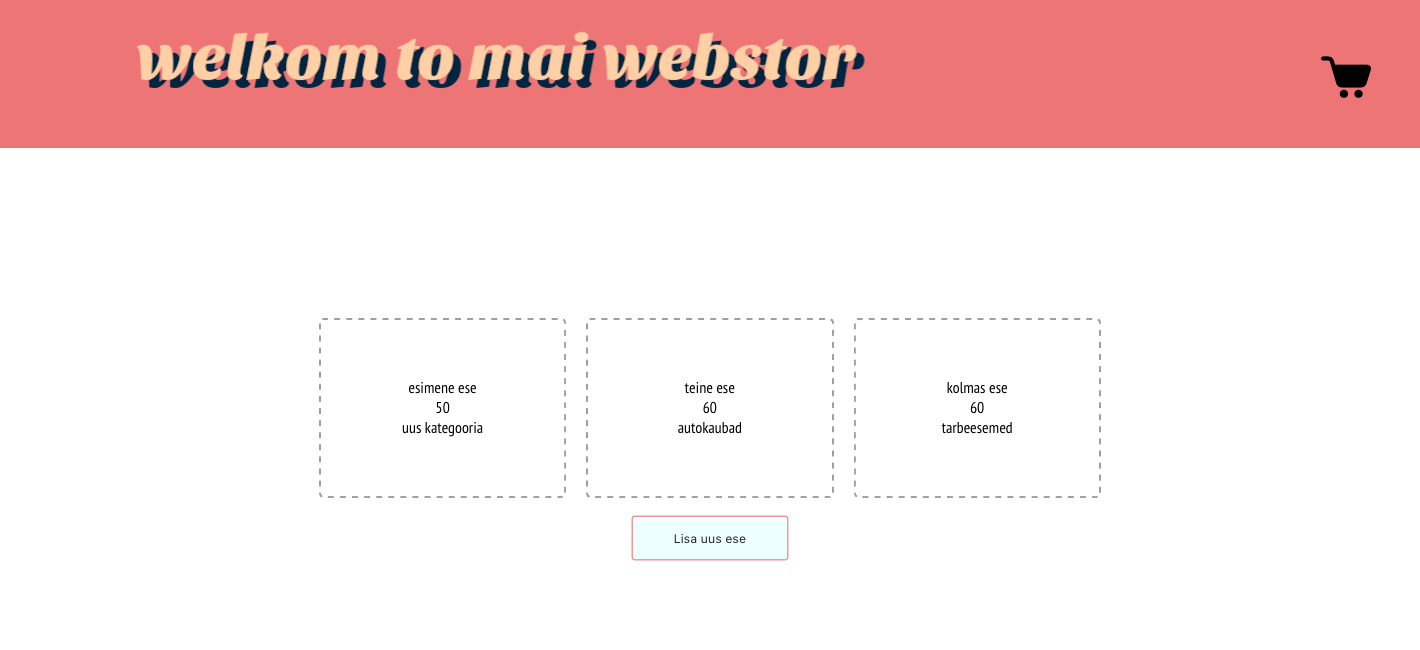 welkom to mai webstor
esimene ese
50
uus kategooria
teine ese
60
autokaubad
kolmas ese
60
tarbeesemed
Lisa uus ese